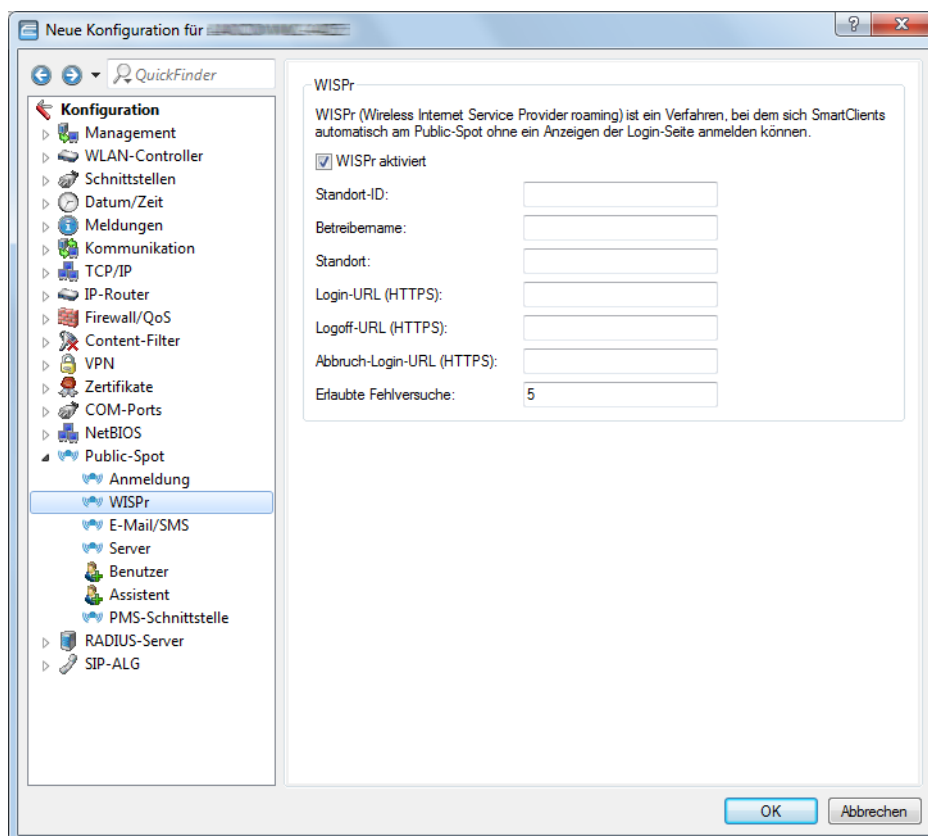 Neue Konfiguration für
QuickFinder
Konfiguration
Management
WLAN-Controller
Schnittstellen
Datum/Zeit
Meldungen
Kommunikation
TCP/IP
IP-Router
Firewall/QoS
Content-Filter
VPN
Zertifikate
COM-Ports
NetBIOS
Public-Spot
Anmeldung
WISPr
E-Mail/SMS
Server
Benutzer
Assistent
PMS-Schnittstelle
RADIUS-Server
SIP-ALG
WISPr
WISPr (Wireless Internet Service Provider roaming) ist ein Verfahren, bei dem sich SmartClients
automatisch am Public-Spot ohne ein Anzeigen der Login-Seite anmelden können.
WISPr aktiviert
Standort-ID:
Betreibername:
Standort:
Login-URL (HTTPS):
Logoff-URL (HTTPS):
Abbruch-Login-URL (HTTPS):
Erlaubte Fehlversuche: 5
OK Abbrechen